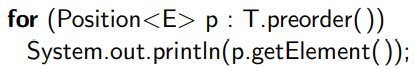 for (Position<E> p : T.preorder())
System.out.println(p.getElement());